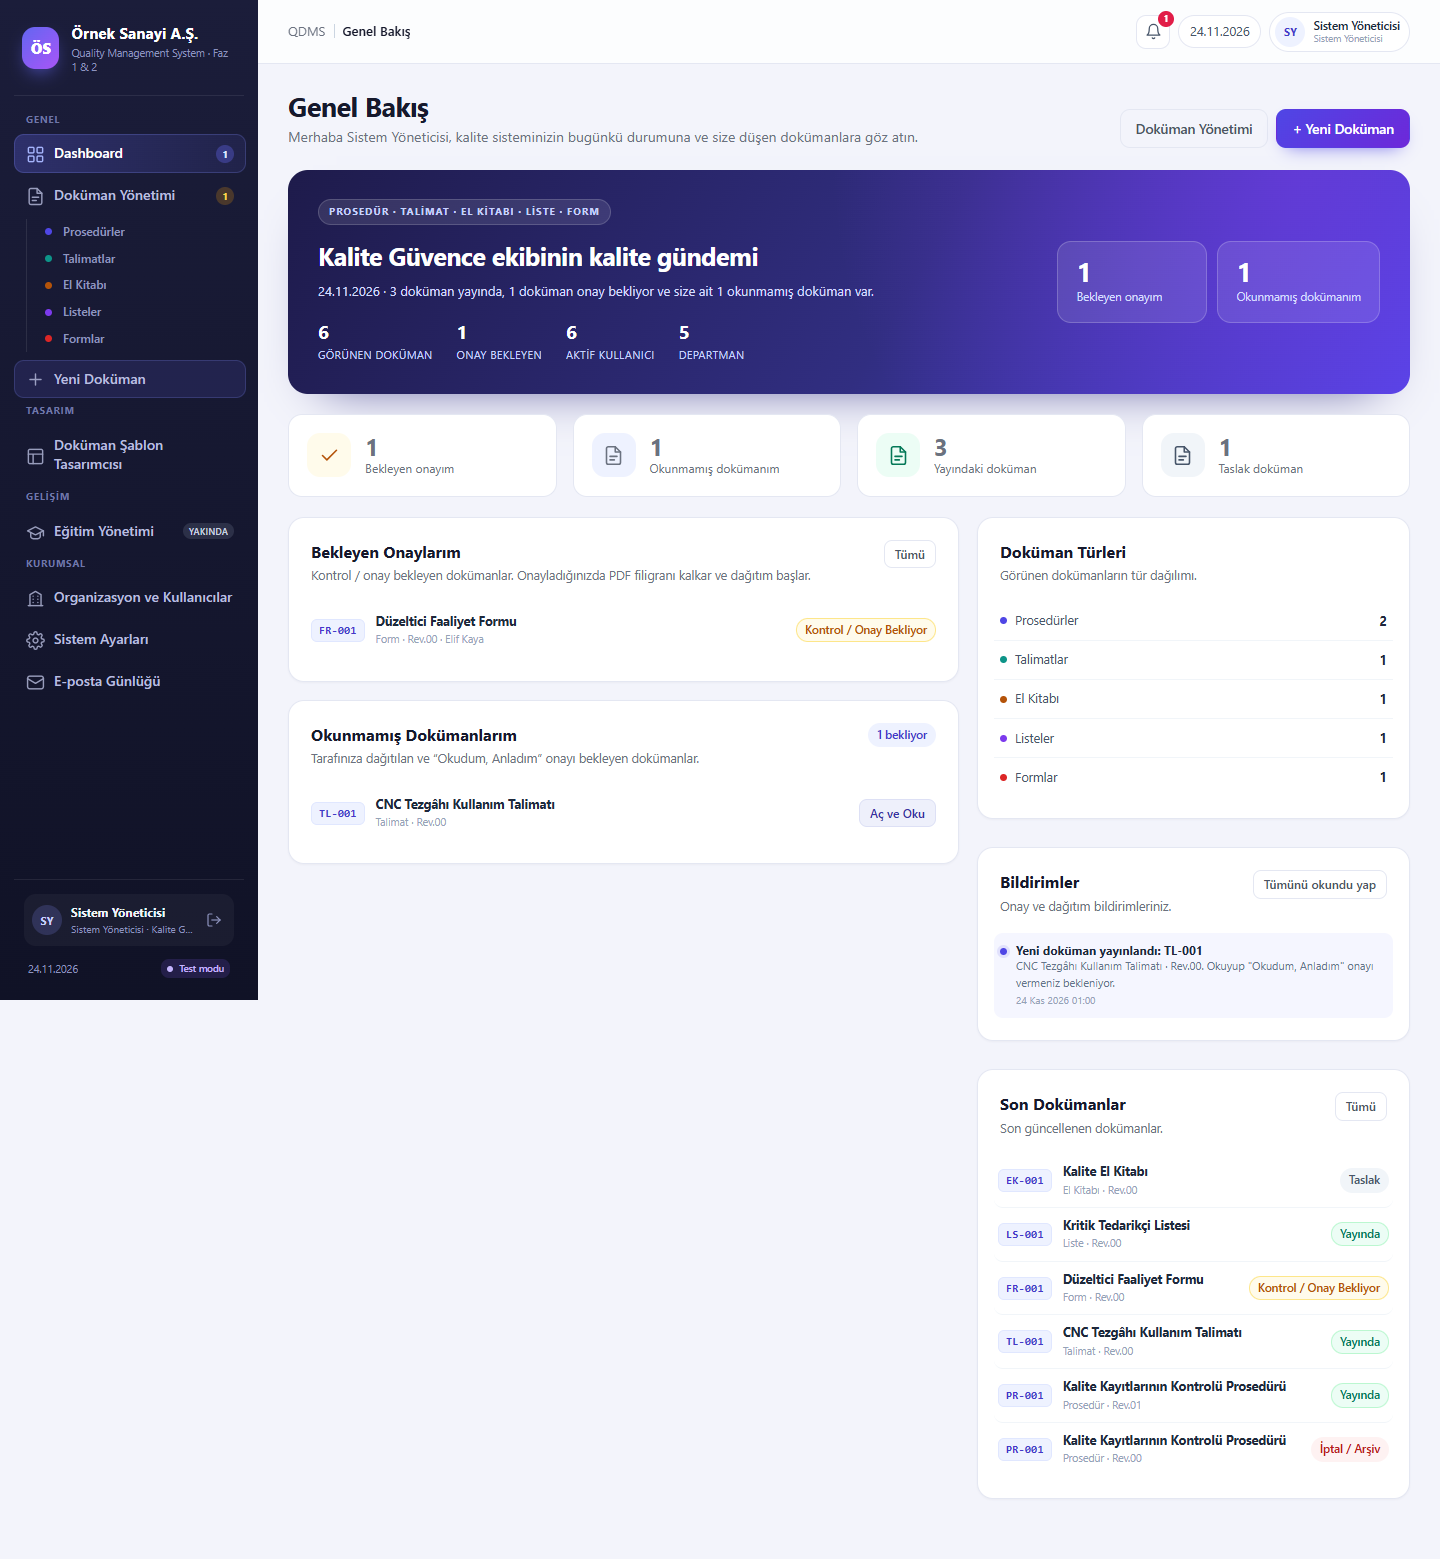 ÖS
Örnek Sanayi A.Ş.
Quality Management System · Faz
1 & 2
GENEL
Dashboard
1
Doküman Yönetimi
1
Prosedürler
Talimatlar
El Kitabı
Listeler
Formlar
Yeni Doküman
TASARIM
Doküman Şablon
Tasarımcısı
GELİŞİM
Eğitim Yönetimi
YAKINDA
KURUMSAL
Organizasyon ve Kullanıcılar
Sistem Ayarları
E-posta Günlüğü
SY
Sistem Yöneticisi
Sistem Yöneticisi · Kalite G...
24.11.2026
Test modu
QDMS
Genel Bakış
1
24.11.2026
SY
Sistem Yöneticisi
Sistem Yöneticisi
Genel Bakış
Merhaba Sistem Yöneticisi, kalite sisteminizin bugünkü durumuna ve size düşen dokümanlara göz atın.
Doküman Yönetimi
+ Yeni Doküman
PROSEDÜR · TALİMAT · EL KİTABI · LİSTE · FORM
Kalite Güvence ekibinin kalite gündemi
24.11.2026 · 3 doküman yayında, 1 doküman onay bekliyor ve size ait 1 okunmamış doküman var.
6
GÖRÜNEN DOKÜMAN
1
ONAY BEKLEYEN
6
AKTİF KULLANICI
5
DEPARTMAN
1
Bekleyen onayım
1
Okunmamış dokümanım
1
Bekleyen onayım
1
Okunmamış dokümanım
3
Yayındaki doküman
1
Taslak doküman
Bekleyen Onaylarım
Kontrol / onay bekleyen dokümanlar. Onayladığınızda PDF filigranı kalkar ve dağıtım başlar.
Tümü
FR-001
Düzeltici Faaliyet Formu
Form · Rev.00 · Elif Kaya
Kontrol / Onay Bekliyor
Okunmamış Dokümanlarım
Tarafınıza dağıtılan ve “Okudum, Anladım” onayı bekleyen dokümanlar.
1 bekliyor
TL-001
CNC Tezgâhı Kullanım Talimatı
Talimat · Rev.00
Aç ve Oku
Doküman Türleri
Görünen dokümanların tür dağılımı.
Prosedürler
2
Talimatlar
1
El Kitabı
1
Listeler
1
Formlar
1
Bildirimler
Onay ve dağıtım bildirimleriniz.
Tümünü okundu yap
Yeni doküman yayınlandı: TL-001
CNC Tezgâhı Kullanım Talimatı · Rev.00. Okuyup “Okudum, Anladım” onayı
vermeniz bekleniyor.
24 Kas 2026 01:00
Son Dokümanlar
Son güncellenen dokümanlar.
Tümü
EK-001
Kalite El Kitabı
El Kitabı · Rev.00
Taslak
LS-001
Kritik Tedarikçi Listesi
Liste · Rev.00
Yayında
FR-001
Düzeltici Faaliyet Formu
Form · Rev.00
Kontrol / Onay Bekliyor
TL-001
CNC Tezgâhı Kullanım Talimatı
Talimat · Rev.00
Yayında
PR-001
Kalite Kayıtlarının Kontrolü Prosedürü
Prosedür · Rev.01
Yayında
PR-001
Kalite Kayıtlarının Kontrolü Prosedürü
Prosedür · Rev.00
İptal / Arşiv